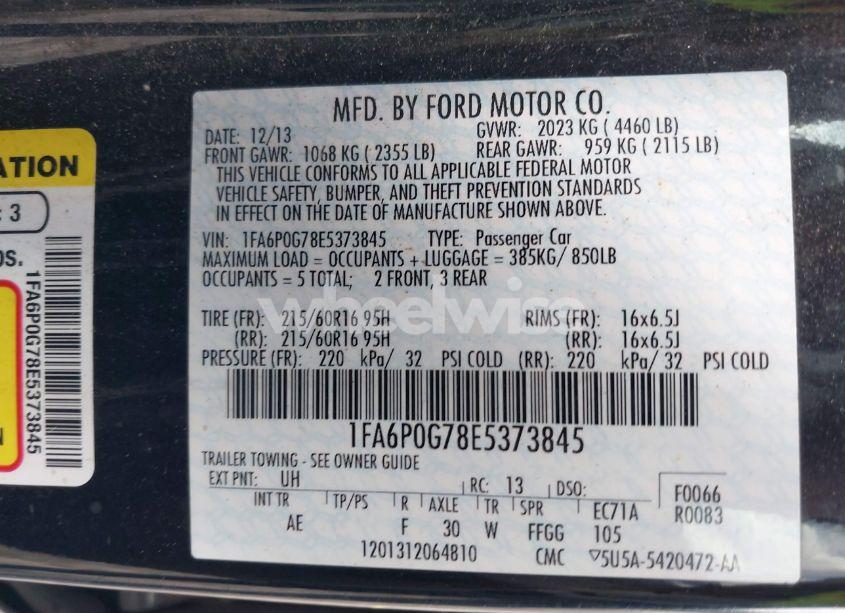 MFD. BY FORD MOTOR CO.
DATE: 12/13 GVWR: 2023 KG ( 4460 LB)
FRONT GAWR: 1068 KG ( 2355 LB) REAR GAWR: 959 KG ( 2115 LB)
THIS VEHICLE CONFORMS TO ALL APPLICABLE FEDERAL MOTOR
VEHICLE SAFETY, BUMPER, AND THEFT PREVENTION STANDARDS
IN EFFECT ON THE DATE OF MANUFACTURE SHOWN ABOVE.
VIN: 1FA6P0G78E5373845 TYPE: Passenger Car
MAXIMUM LOAD = OCCUPANTS + LUGGAGE = 385KG/ 850LB
OCCUPANTS = 5 TOTAL; 2 FRONT, 3 REAR
wheelwise
TIRE (FR): 215/60R16 95H RIMS (FR): 16x6.5J
(RR): 215/60R16 95H (RR): 16x6.5J
PRESSURE (FR): 220 kPa/ 32 PSI COLD (RR): 220 kPa/ 32 PSI COLD
1FA6P0G78E5373845
TRAILER TOWING - SEE OWNER GUIDE
EXT PNT: UH RC: 13 DSO: F0066
INT TR TP/PS R AXLE TR SPR EC71A R0083
AE F 30 W FFGG 105
1201312064810 CMC 5U5A-5420472-AA
ATION
: 3
OS.
1FA6P0G78E5373845
N